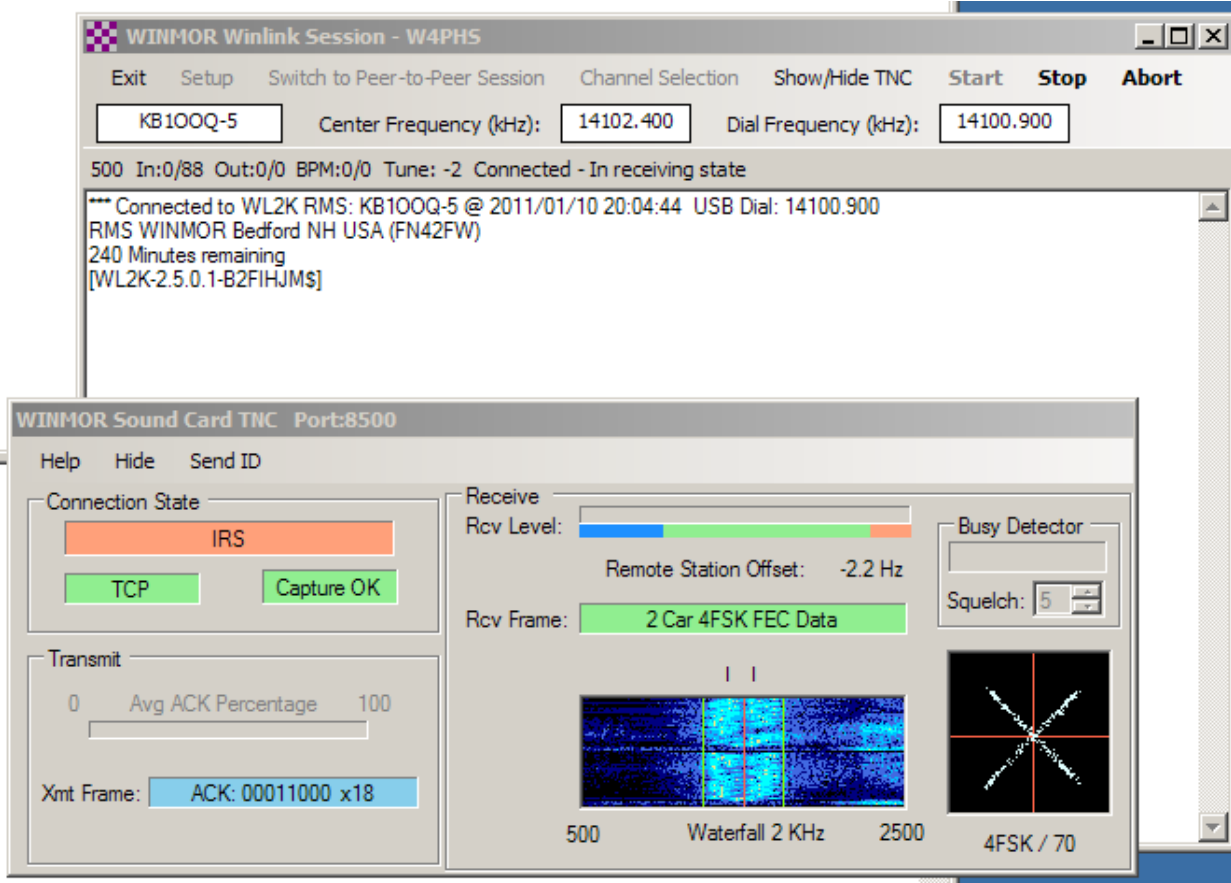 WINMOR Winlink Session - W4PHS
Exit Setup Switch to Peer-to-Peer Session Channel Selection Show/Hide TNC Start Stop Abort
KB1OOQ-5 Center Frequency (kHz): 14102.400 Dial Frequency (kHz): 14100.900
500 In:0/88 Out:0/0 BPM:0/0 Tune: -2 Connected - In receiving state
*** Connected to WL2K RMS: KB1OOQ-5 @ 2011/01/10 20:04:44 USB Dial: 14100.900
RMS WINMOR Bedford NH USA (FN42FW)
240 Minutes remaining
[WL2K-2.5.0.1-B2FIHJM$]
WINMOR Sound Card TNC Port:8500
Help Hide Send ID
Connection State
IRS
TCP Capture OK
Transmit
0 Avg ACK Percentage 100
Xmt Frame: ACK: 00011000 x18
Receive
Rcv Level:
Remote Station Offset: -2.2 Hz
Rcv Frame: 2 Car 4FSK FEC Data
500 Waterfall 2 KHz 2500
Busy Detector
Squelch: 5
4FSK / 70